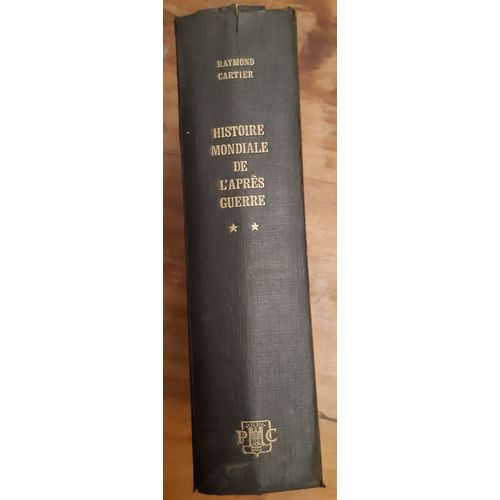 RAYMOND
CARTIER
HISTOIRE
MONDIALE
DE
L'APRÈS
GUERRE
★ ★
P C